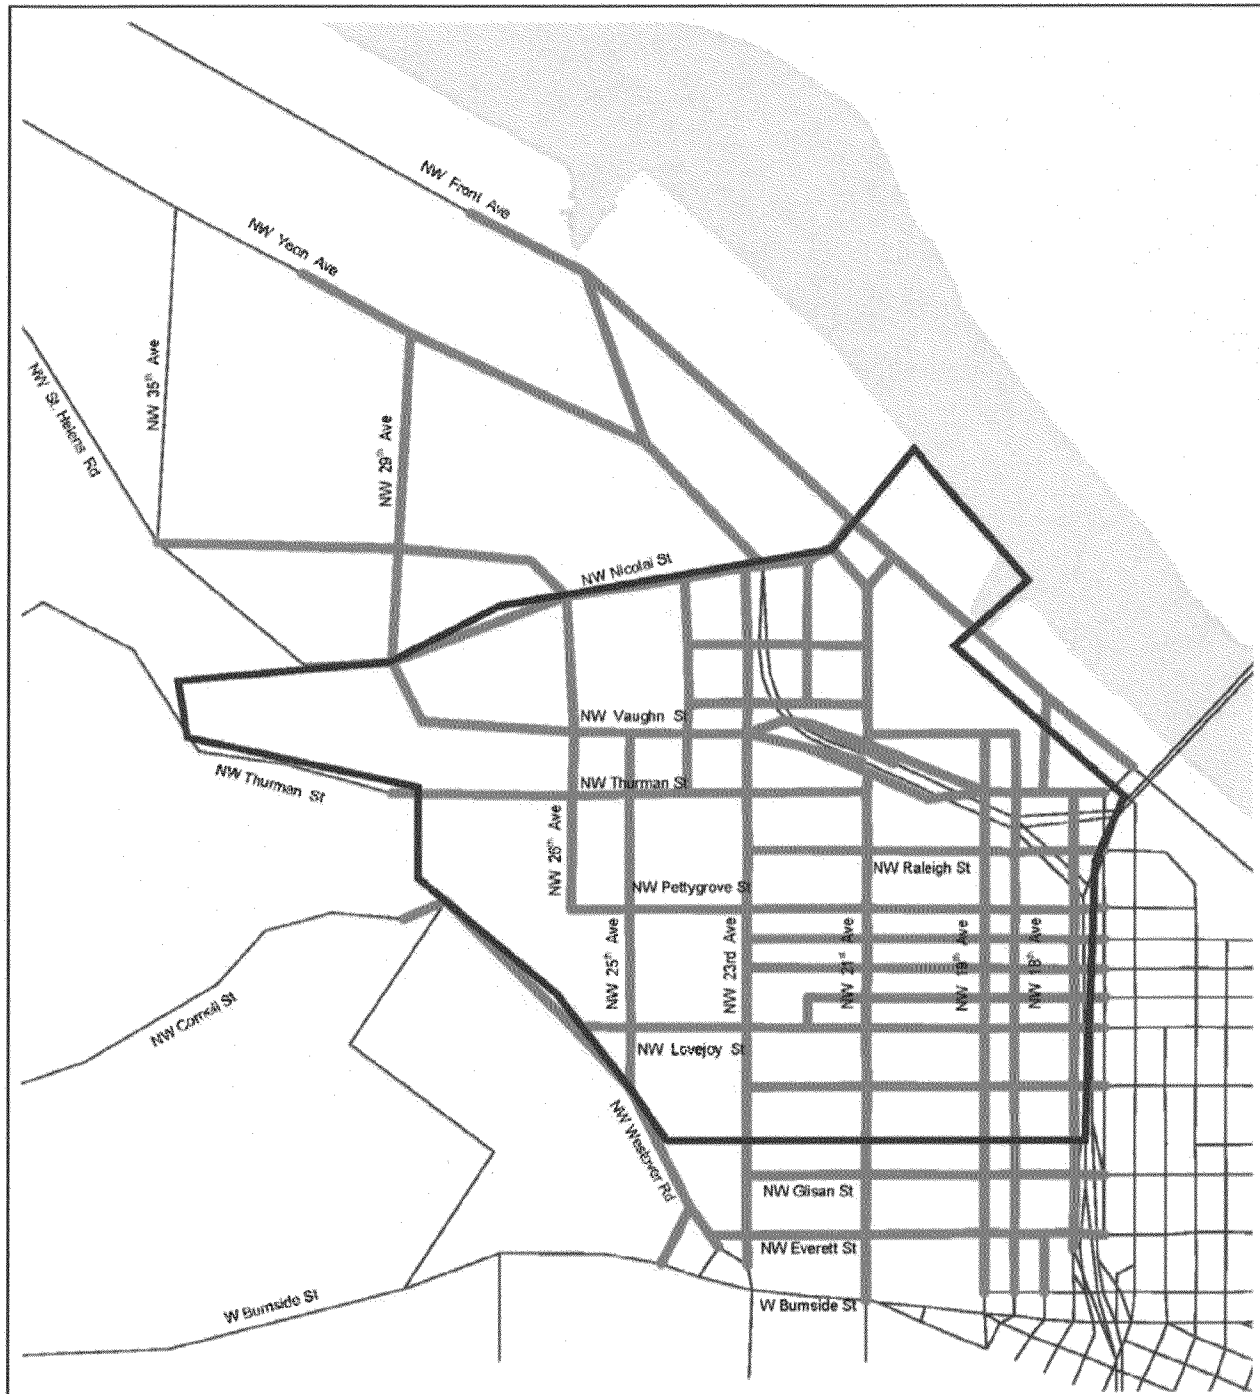 NW Front Ave
NW Yeon Ave
NW 35th Ave
NW St. Helens Rd
NW 29th Ave
NW Nicolai St
NW Vaughn St
NW Thurman St
NW Thurman St
NW 26th Ave
NW Raleigh St
NW Pettygrove St
NW 25th Ave
NW 23rd Ave
NW 21st Ave
NW 19th Ave
NW 18th Ave
NW Cornell St
NW Lovejoy St
NW Westover Rd
NW Glisan St
NW Everett St
W Burnside St
W Burnside St